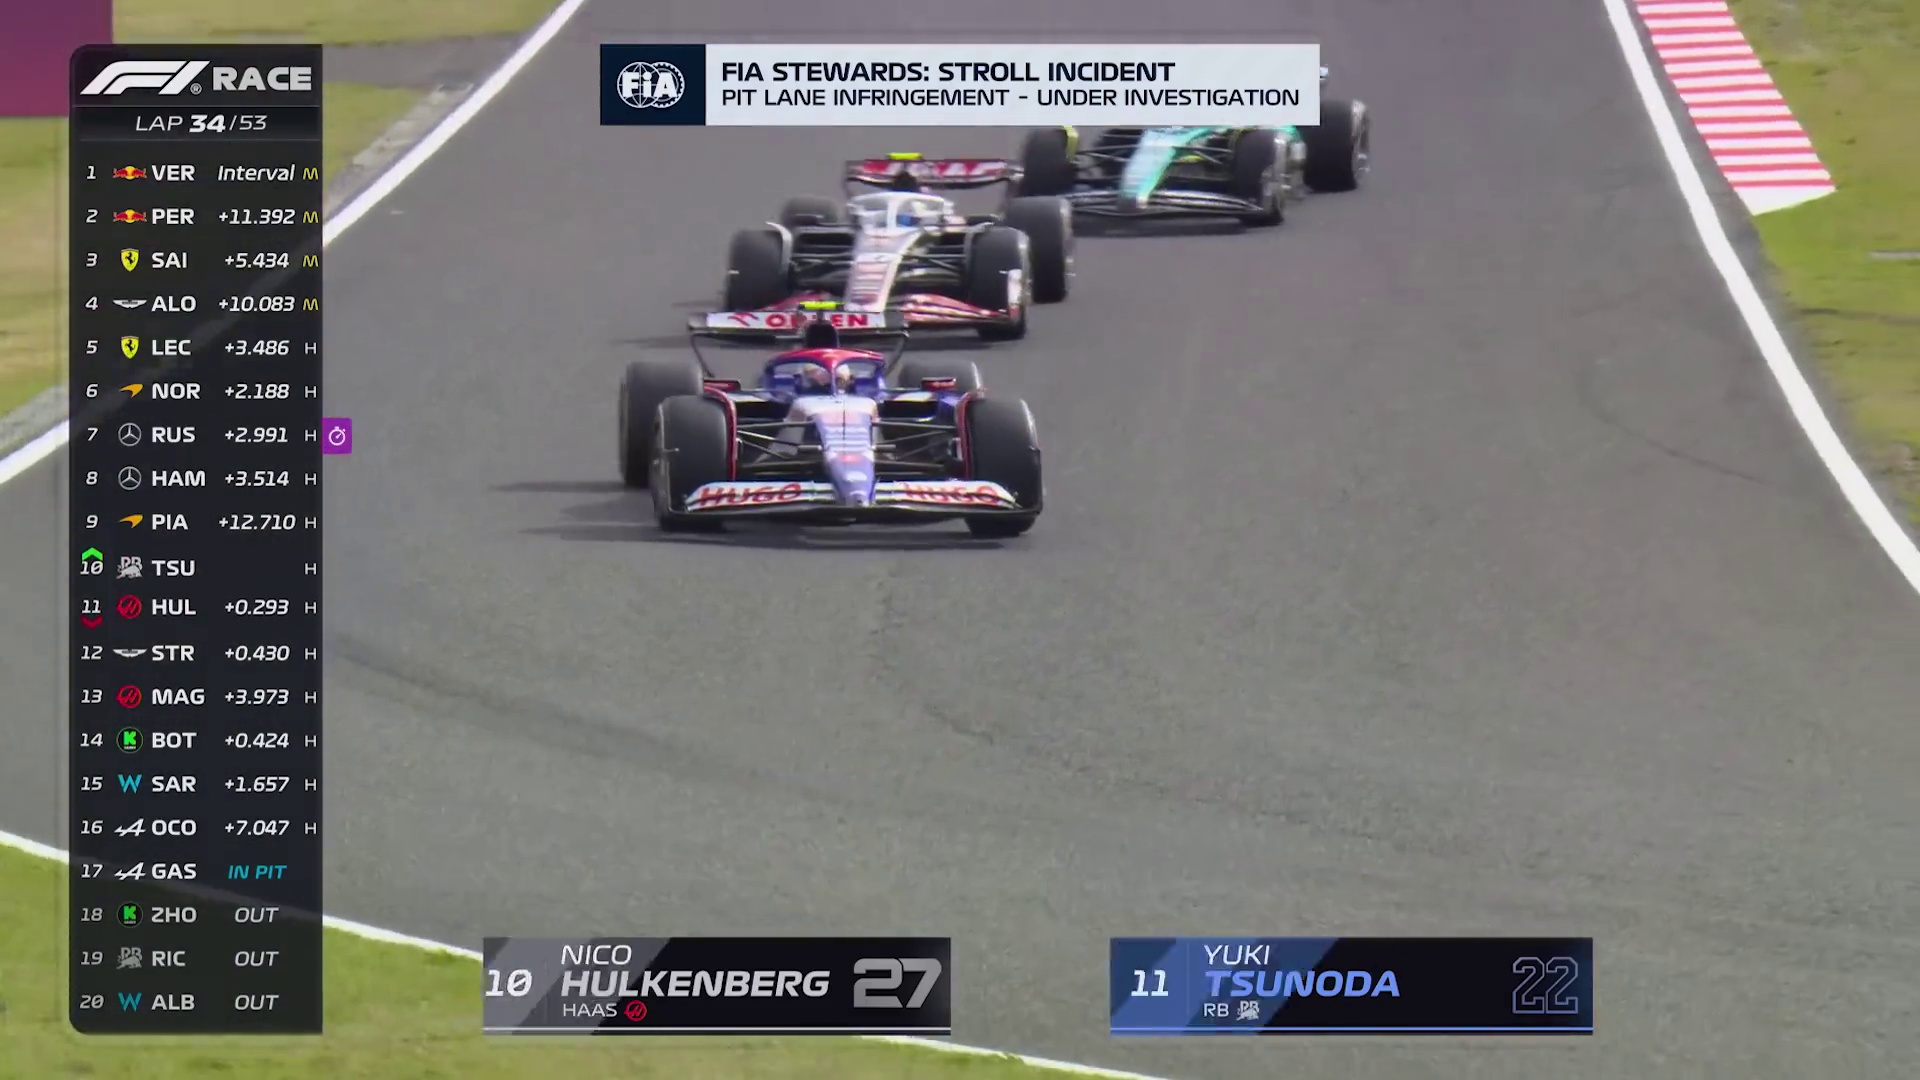 F1® RACE
LAP 34/53
1 VER Interval M
2 PER +11.392 M
3 SAI +5.434 M
4 ALO +10.083 M
5 LEC +3.486 H
6 NOR +2.188 H
7 RUS +2.991 H
8 HAM +3.514 H
9 PIA +12.710 H
10 TSU H
11 HUL +0.293 H
12 STR +0.430 H
13 MAG +3.973 H
14 BOT +0.424 H
15 SAR +1.657 H
16 OCO +7.047 H
17 GAS IN PIT
18 ZHO OUT
19 RIC OUT
20 ALB OUT
FIA
FIA STEWARDS: STROLL INCIDENT
PIT LANE INFRINGEMENT - UNDER INVESTIGATION
ORLEN
HUGO HUGO
10 NICO
HULKENBERG 27
HAAS
11 YUKI
TSUNODA 22
RB